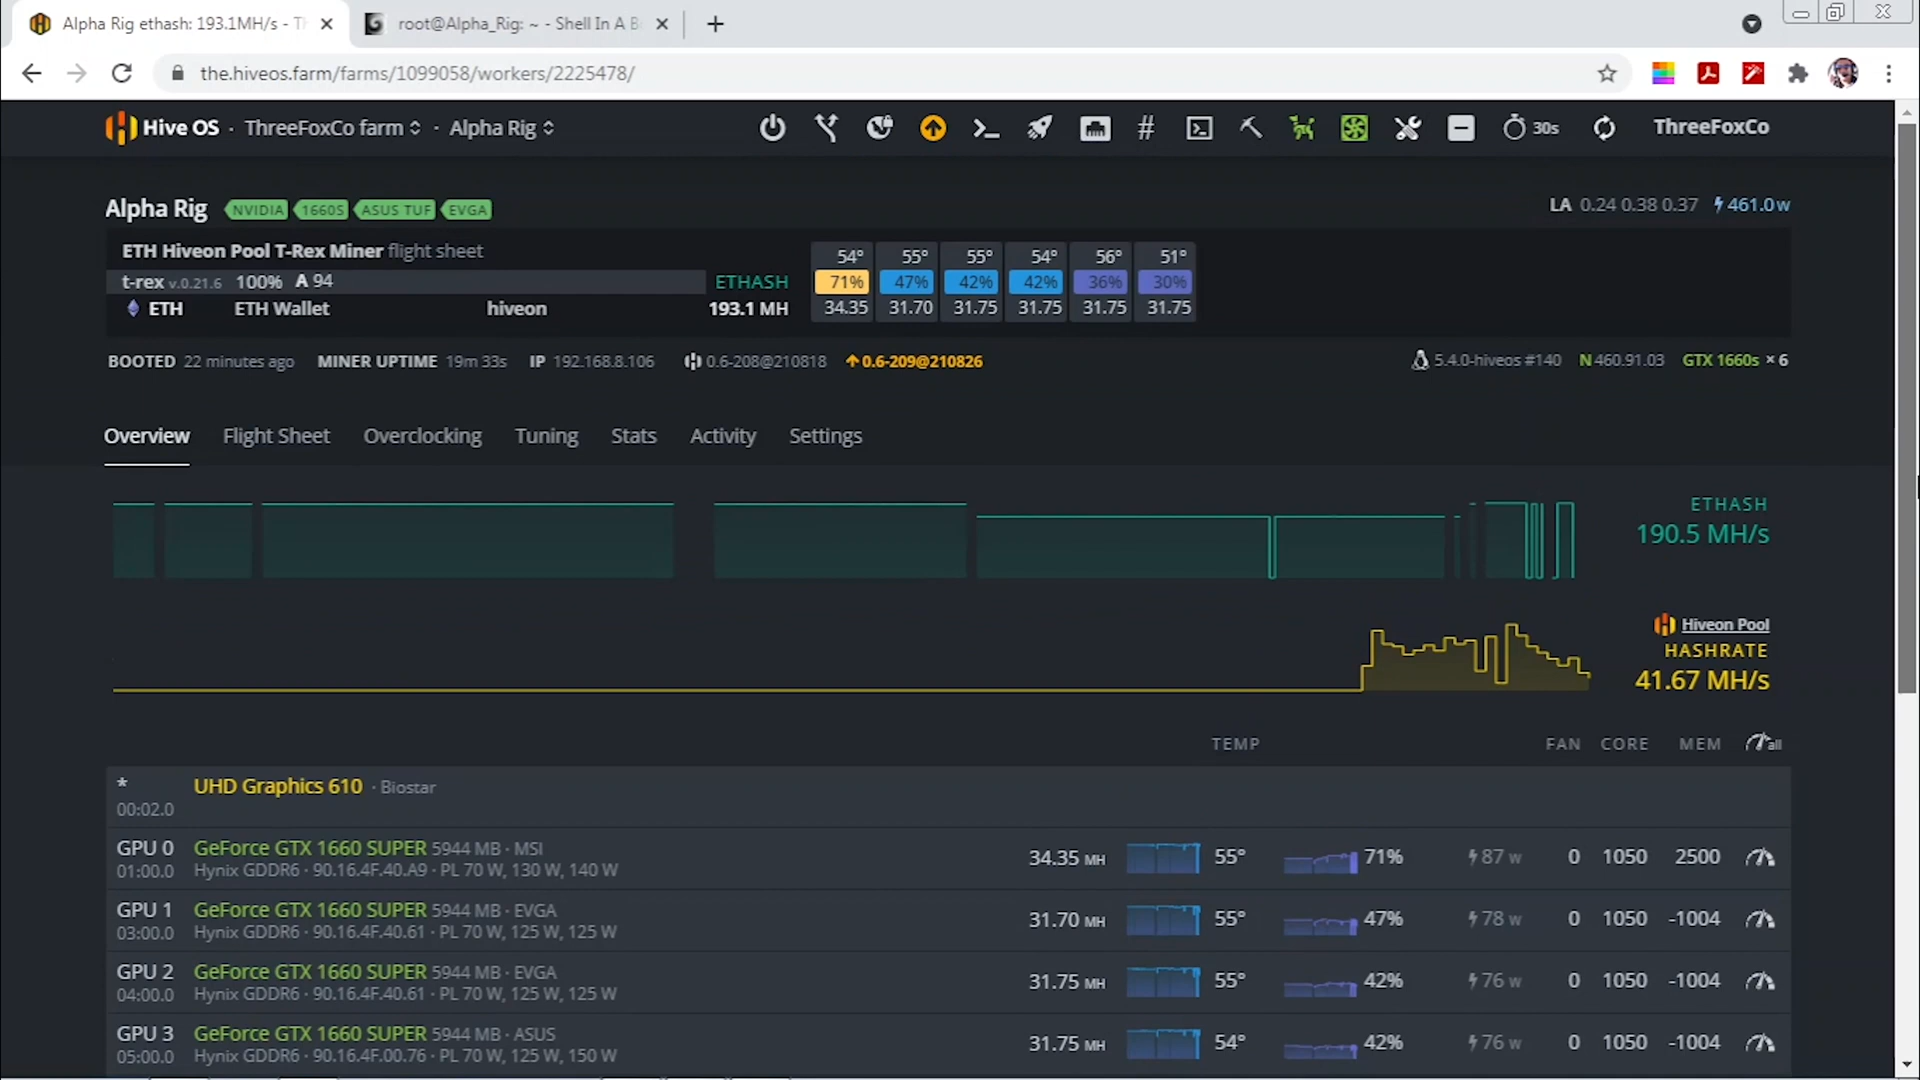 Alpha Rig ethash: 193.1MH/s - T
root@Alpha_Rig: ~ - Shell In A B
the.hiveos.farm/farms/1099058/workers/2225478/
Hive OS · ThreeFoxCo farm · Alpha Rig
30s
ThreeFoxCo
Alpha Rig NVIDIA 1660S ASUS TUF EVGA
LA 0.24 0.38 0.37 461.0 w
ETH Hiveon Pool T-Rex Miner flight sheet
54° 55° 55° 54° 56° 51°
t-rex v.0.21.6 100% A 94 ETHASH
71% 47% 42% 42% 36% 30%
ETH ETH Wallet hiveon 193.1 MH
34.35 31.70 31.75 31.75 31.75 31.75
BOOTED 22 minutes ago MINER UPTIME 19m 33s IP 192.168.8.106 0.6-208@210818 0.6-209@210826
5.4.0-hiveos #140 N 460.91.03 GTX 1660s × 6
Overview Flight Sheet Overclocking Tuning Stats Activity Settings
ETHASH
190.5 MH/s
Hiveon Pool
HASHRATE
41.67 MH/s
TEMP FAN CORE MEM all
* UHD Graphics 610 · Biostar
00:02.0
GPU 0 GeForce GTX 1660 SUPER 5944 MB · MSI
01:00.0 Hynix GDDR6 · 90.16.4F.40.A9 · PL 70 W, 130 W, 140 W
34.35 MH 55° 71% 87 w 0 1050 2500
GPU 1 GeForce GTX 1660 SUPER 5944 MB · EVGA
03:00.0 Hynix GDDR6 · 90.16.4F.40.61 · PL 70 W, 125 W, 125 W
31.70 MH 55° 47% 78 w 0 1050 -1004
GPU 2 GeForce GTX 1660 SUPER 5944 MB · EVGA
04:00.0 Hynix GDDR6 · 90.16.4F.40.61 · PL 70 W, 125 W, 125 W
31.75 MH 55° 42% 76 w 0 1050 -1004
GPU 3 GeForce GTX 1660 SUPER 5944 MB · ASUS
05:00.0 Hynix GDDR6 · 90.16.4F.00.76 · PL 70 W, 125 W, 150 W
31.75 MH 54° 42% 76 w 0 1050 -1004